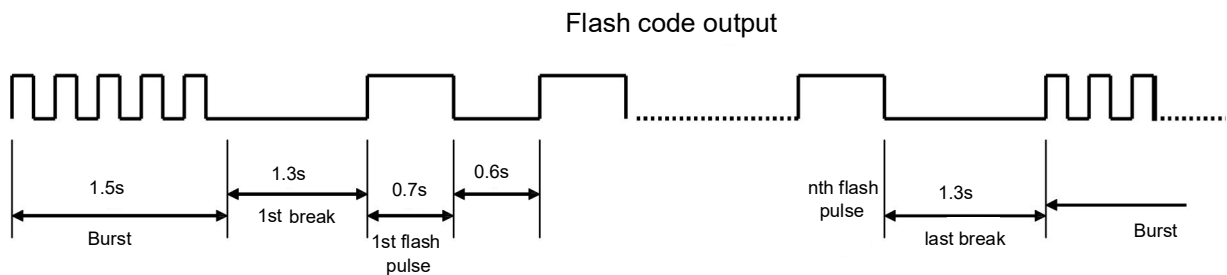 Flash code output
1.5s
1.3s
0.7s
0.6s
nth flash
pulse
1.3s
Burst
1st break
1st flash
pulse
last break
Burst